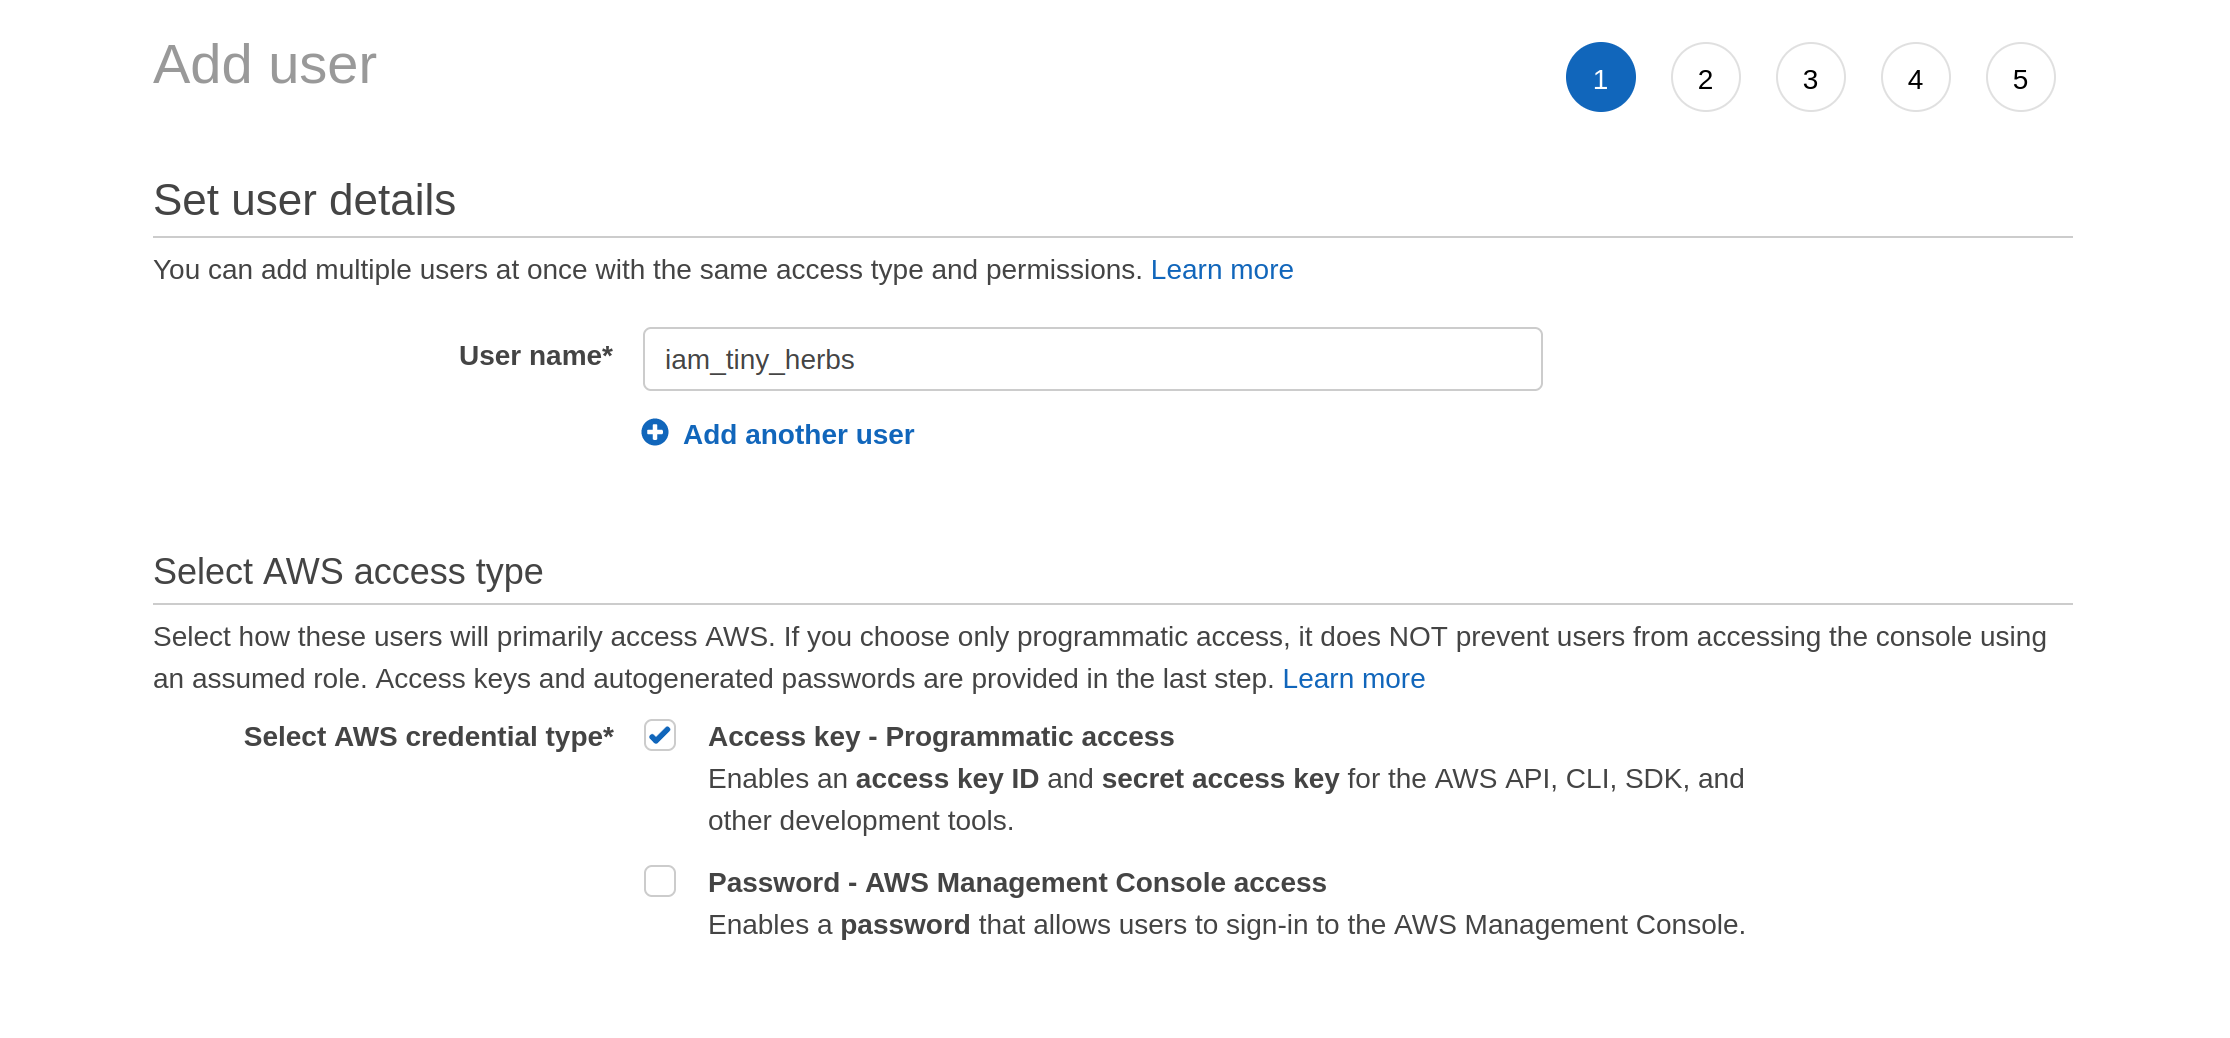 Add user
1 2 3 4 5
Set user details
You can add multiple users at once with the same access type and permissions. Learn more
User name* iam_tiny_herbs
Add another user
Select AWS access type
Select how these users will primarily access AWS. If you choose only programmatic access, it does NOT prevent users from accessing the console using
an assumed role. Access keys and autogenerated passwords are provided in the last step. Learn more
Select AWS credential type* Access key - Programmatic access
Enables an access key ID and secret access key for the AWS API, CLI, SDK, and
other development tools.
Password - AWS Management Console access
Enables a password that allows users to sign-in to the AWS Management Console.